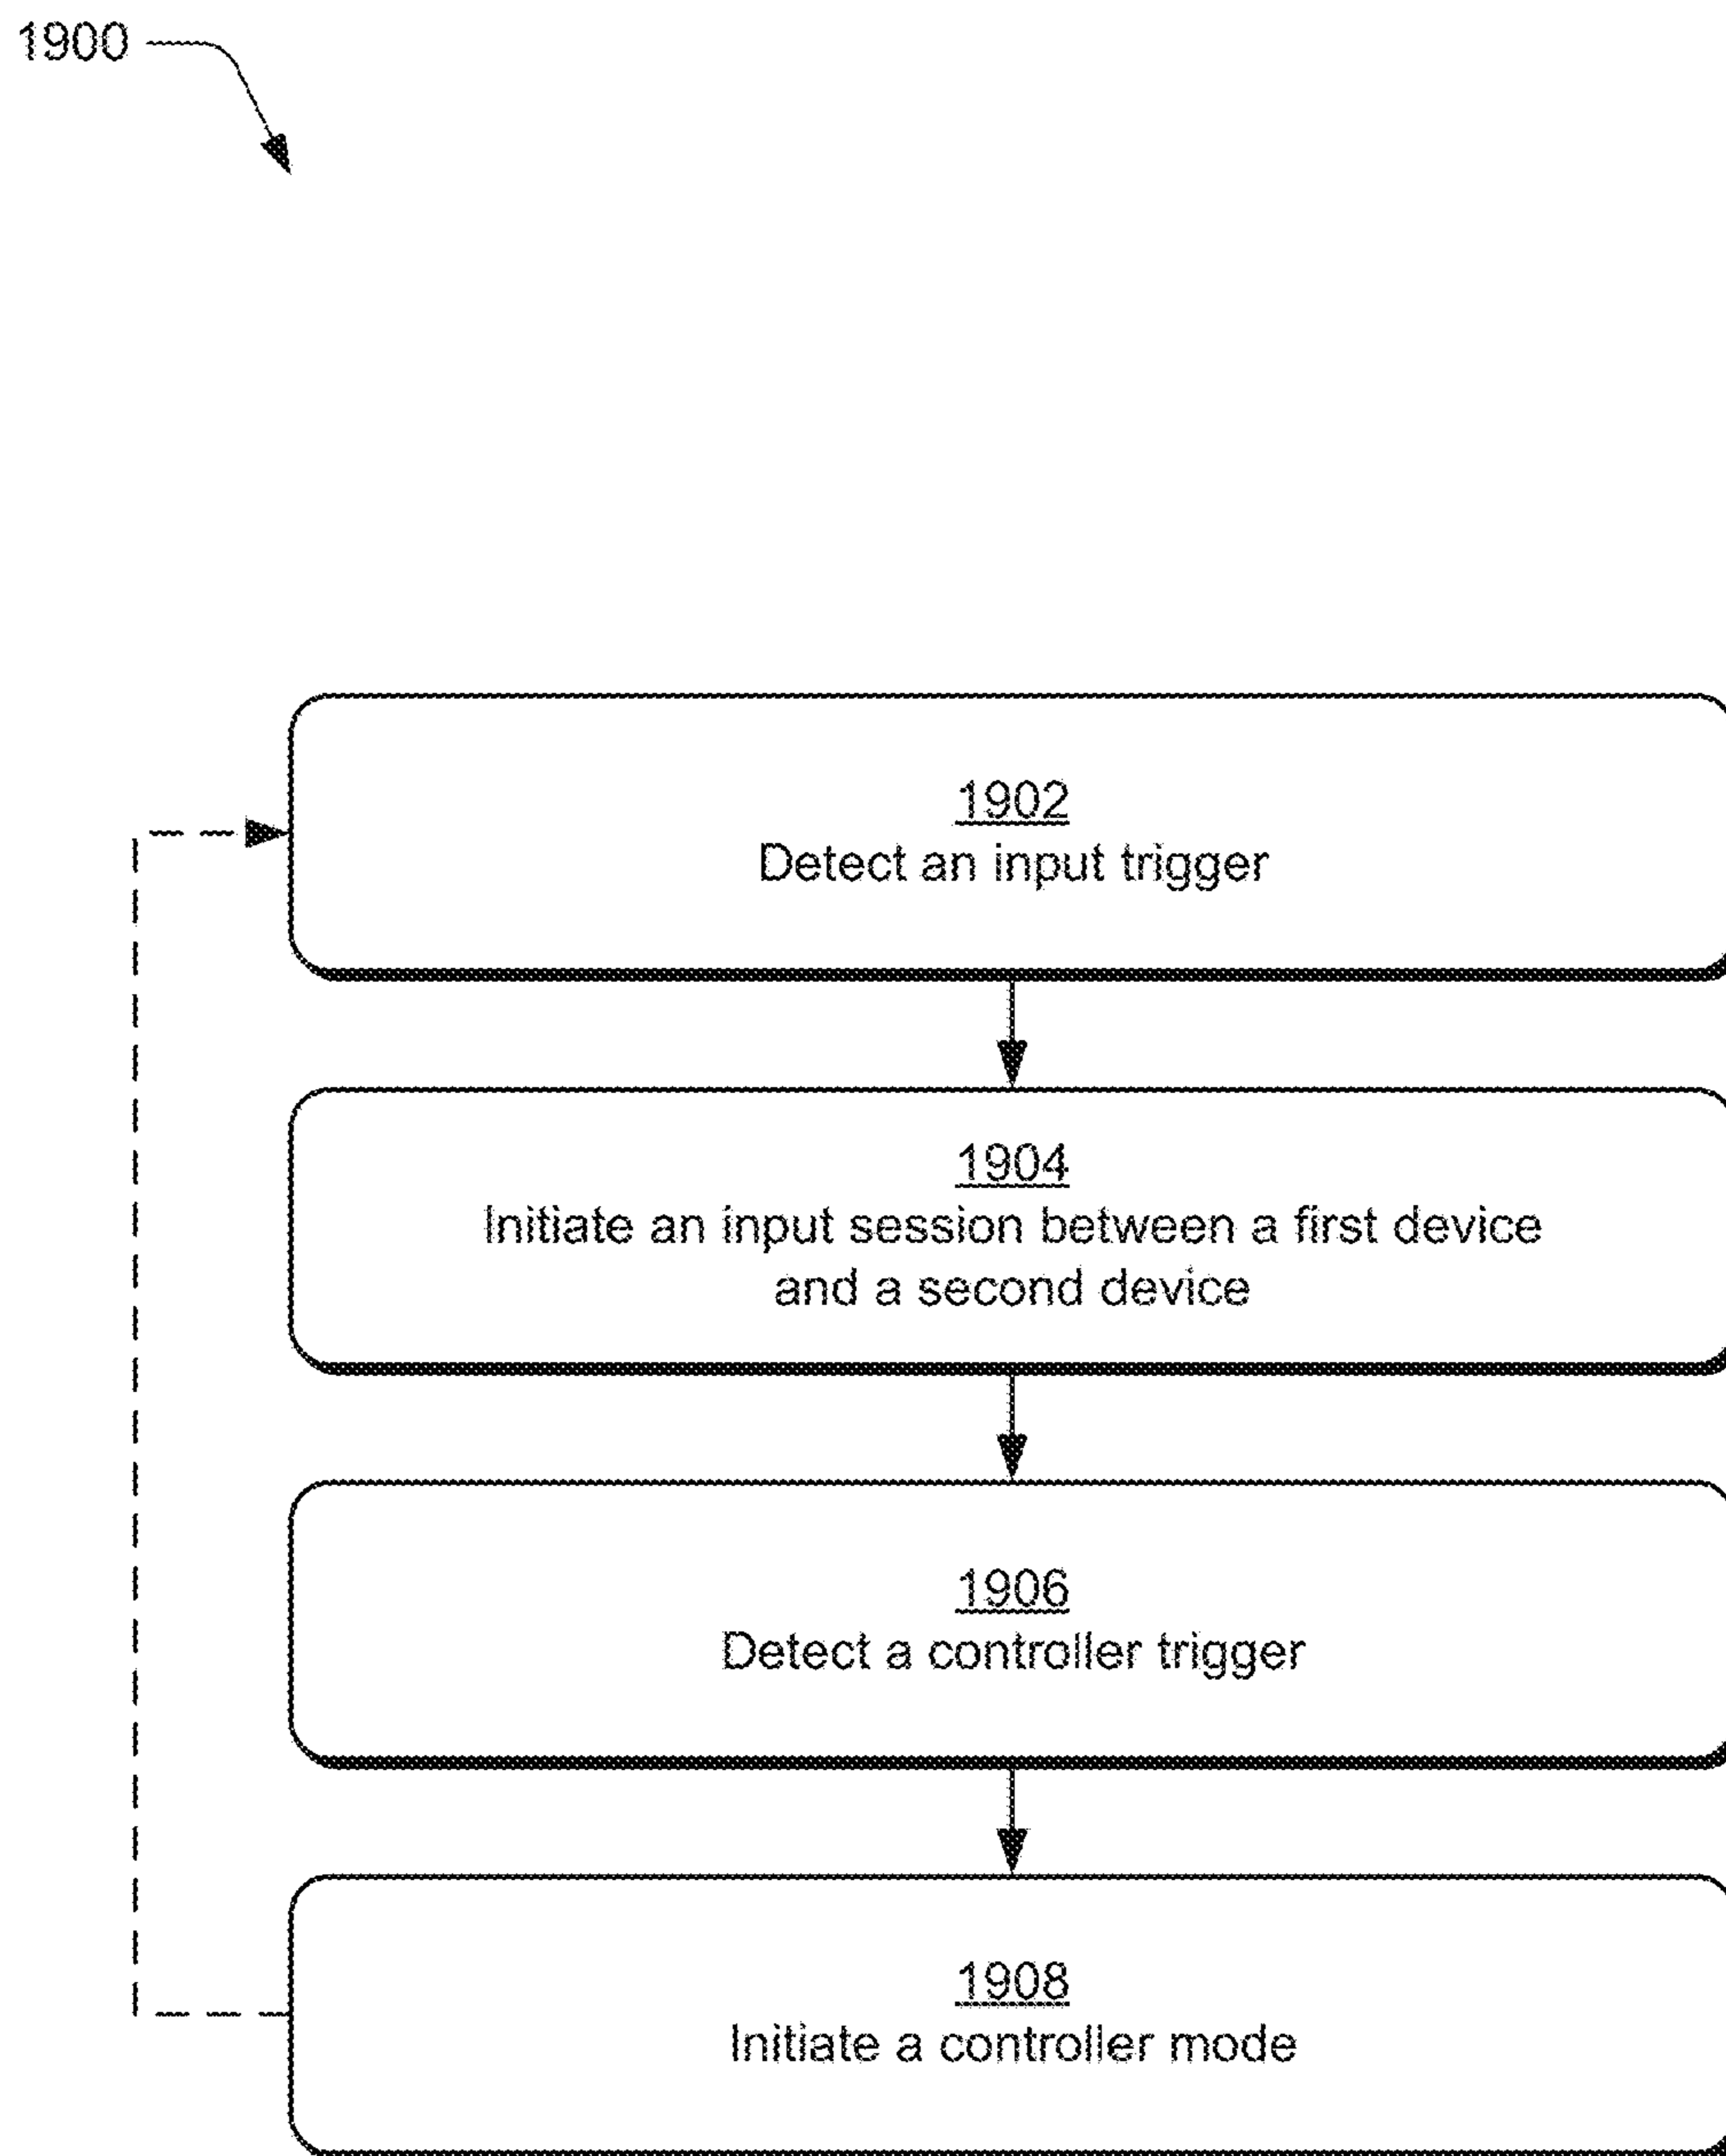 1900
1902
Detect an input trigger
1904
Initiate an input session between a first device
and a second device
1906
Detect a controller trigger
1908
Initiate a controller mode